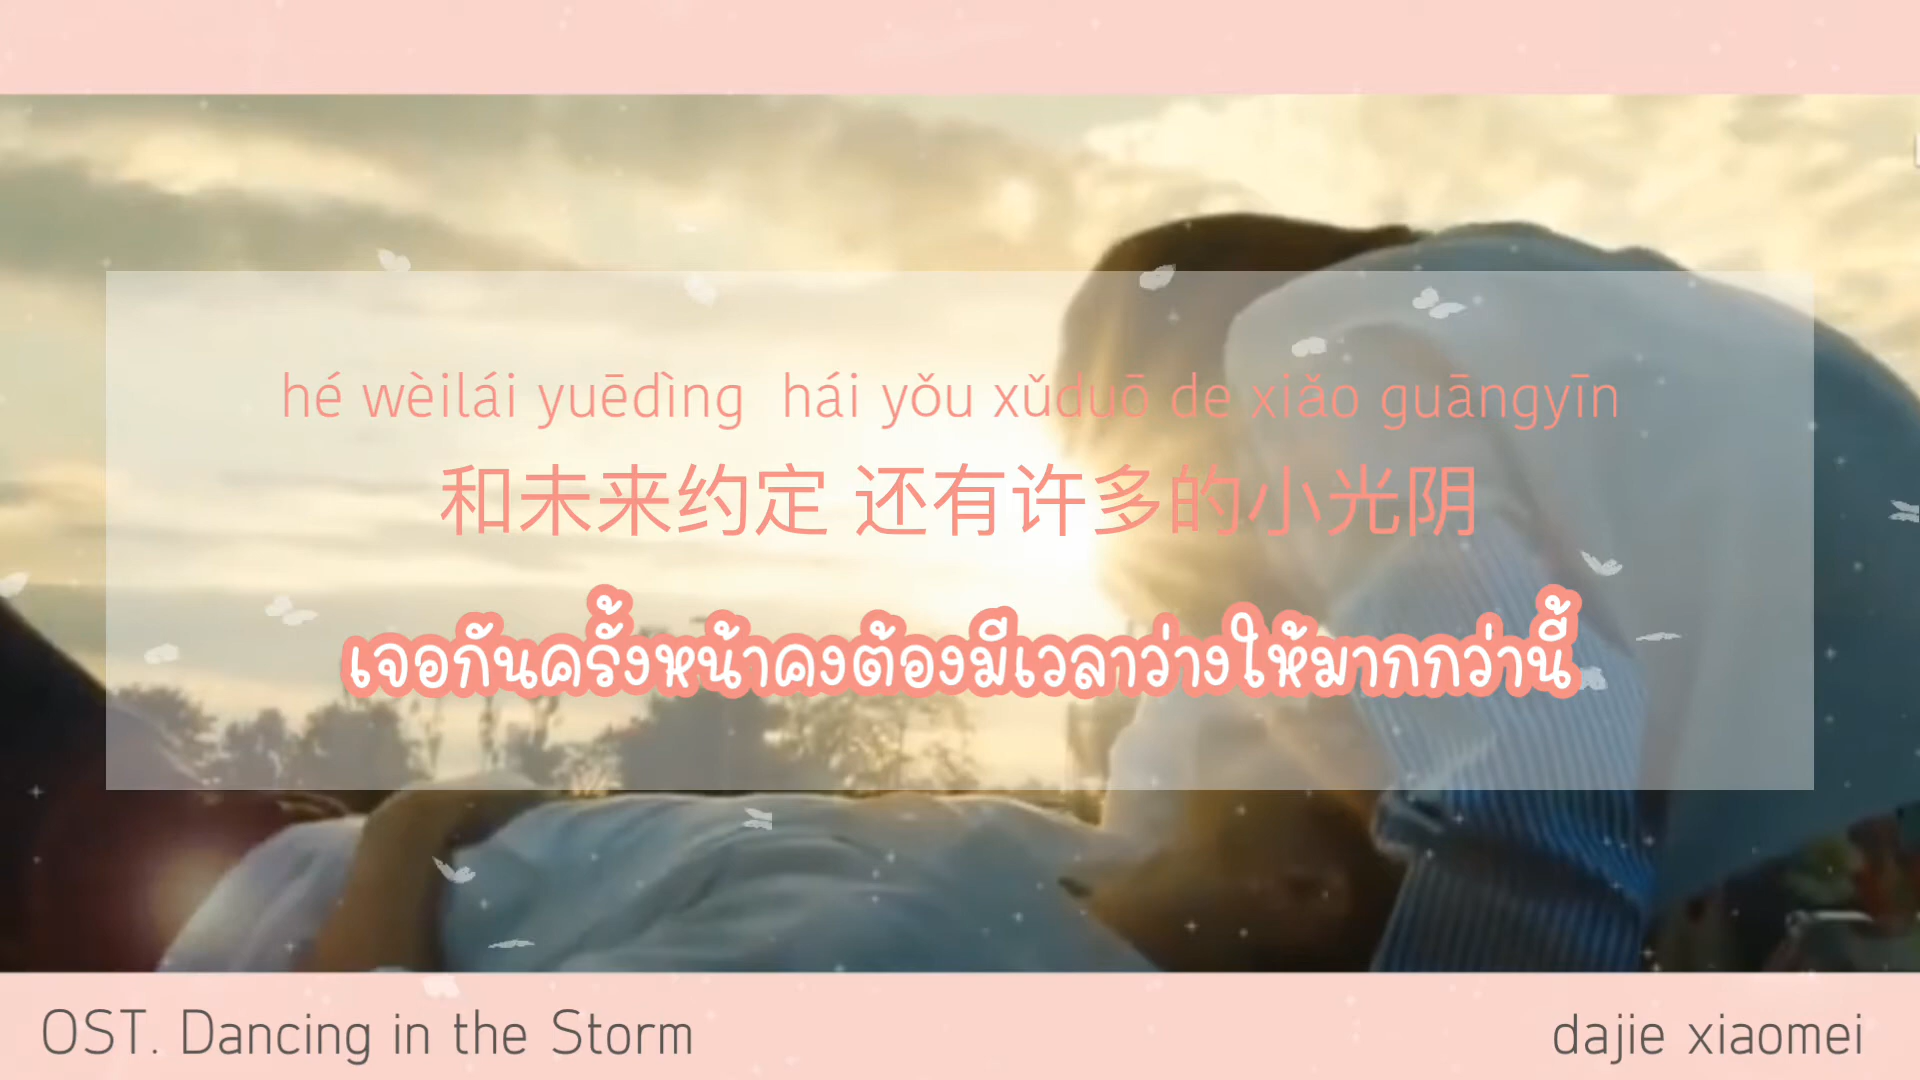 hé wèilái yuēdìng hái yǒu xǔduō de xiǎo guāngyīn
和未来约定 还有许多的小光阴
เจอกันครั้งหน้าคงต้องมีเวลาว่างให้มากกว่านี้
OST. Dancing in the Storm
dajie xiaomei